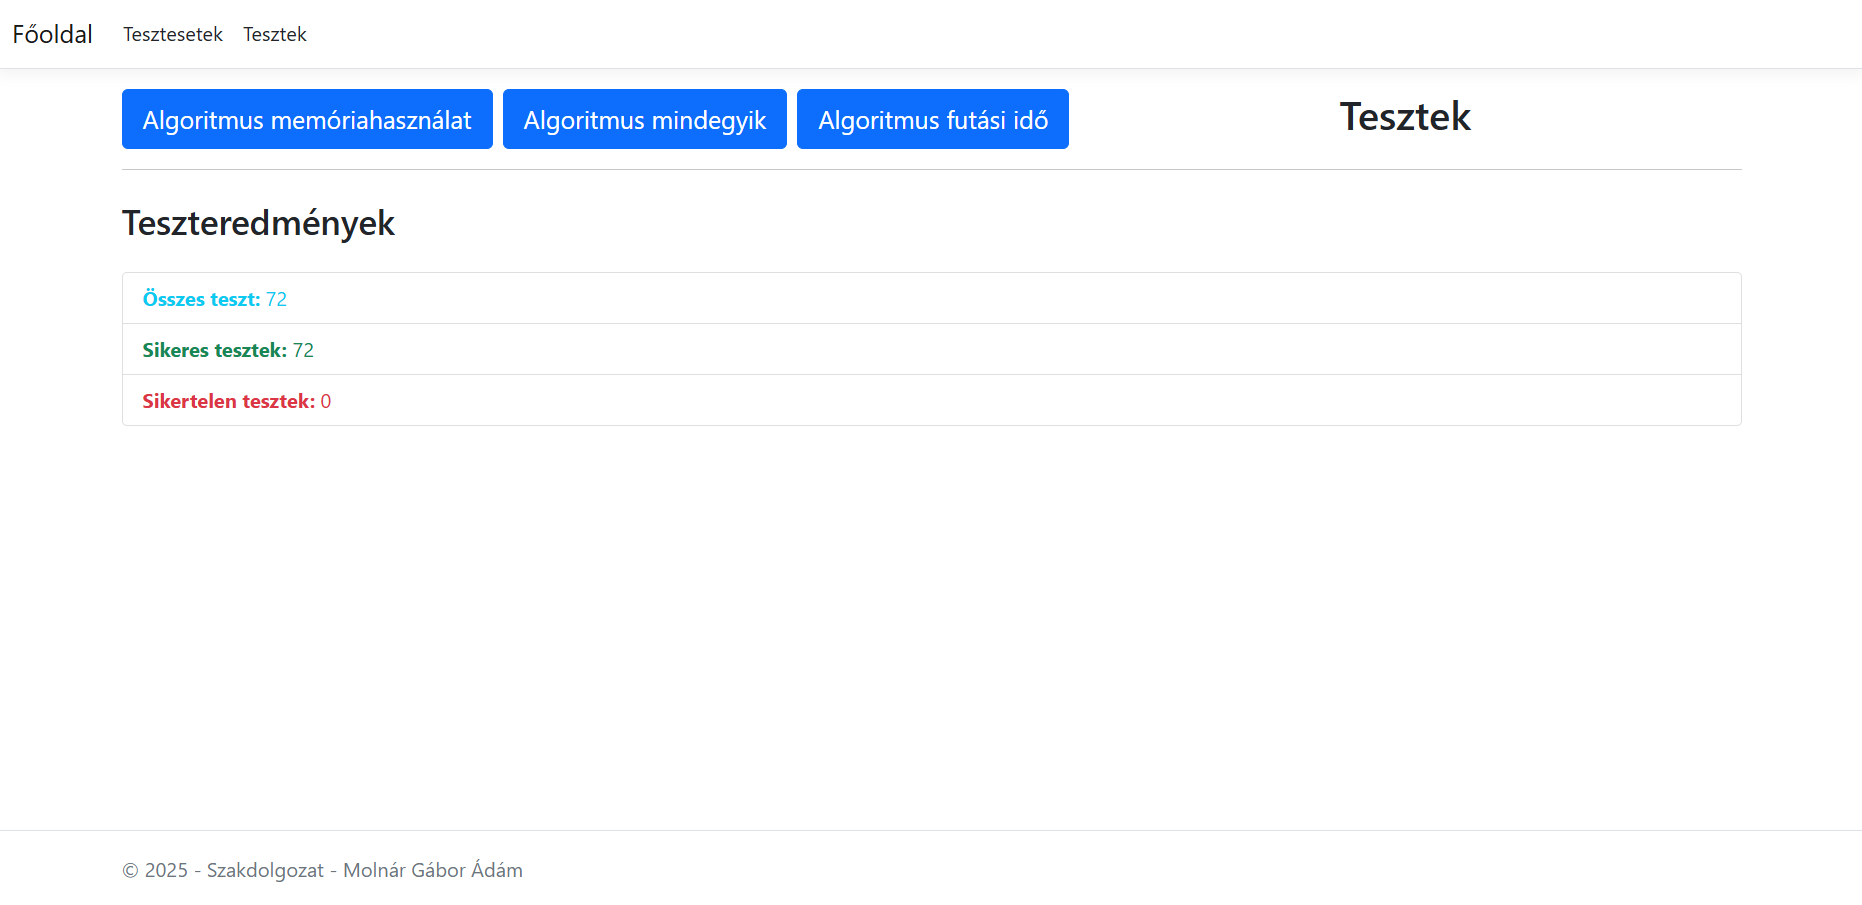 Főoldal Tesztesetek Tesztek
Algoritmus memóriahasználat Algoritmus mindegyik Algoritmus futási idő Tesztek
Teszteredmények
Összes teszt: 72
Sikeres tesztek: 72
Sikertelen tesztek: 0
© 2025 - Szakdolgozat - Molnár Gábor Ádám